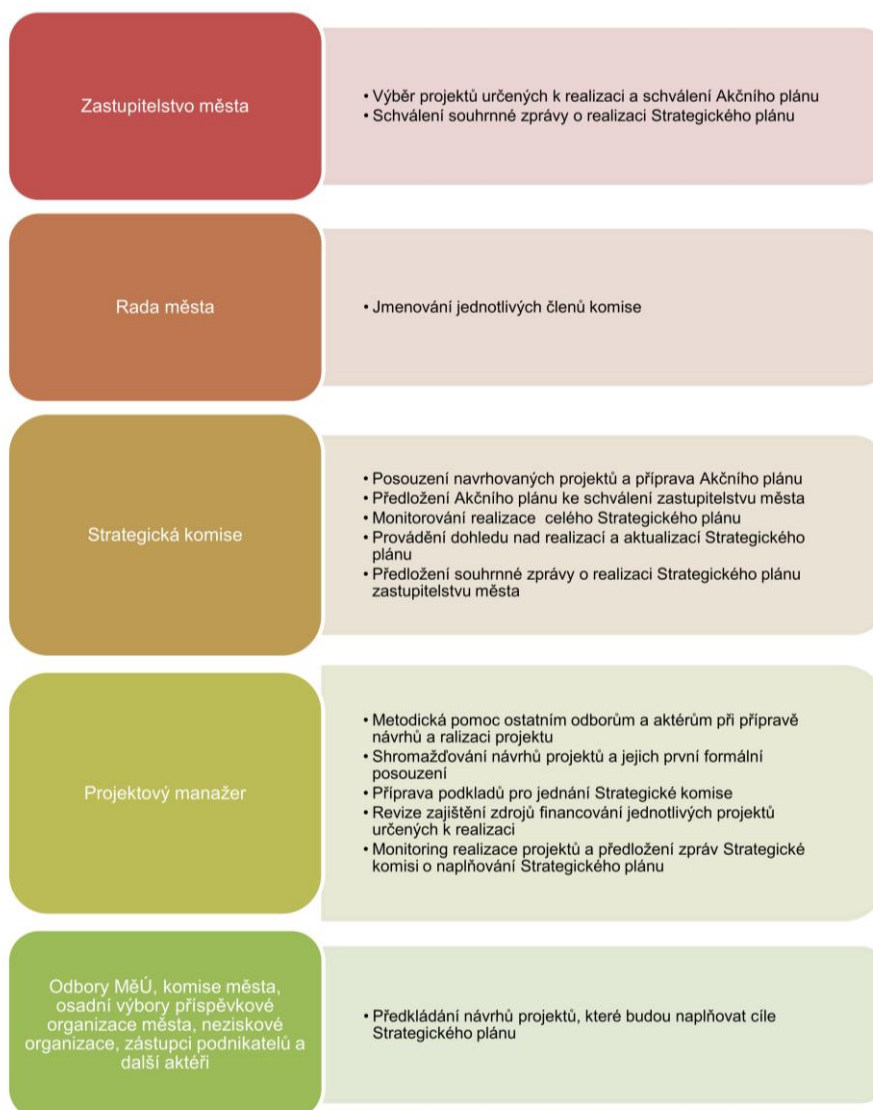 Zastupitelstvo města
• Výběr projektů určených k realizaci a schválení Akčního plánu
• Schválení souhrnné zprávy o realizaci Strategického plánu
Rada města
• Jmenování jednotlivých členů komise
Strategická komise
• Posouzení navrhovaných projektů a příprava Akčního plánu
• Předložení Akčního plánu ke schválení zastupitelstvu města
• Monitorování realizace celého Strategického plánu
• Provádění dohledu nad realizací a aktualizací Strategického
plánu
• Předložení souhrnné zprávy o realizaci Strategického plánu
zastupitelstvu města
Projektový manažer
• Metodická pomoc ostatním odborům a aktérům při přípravě
návrhů a ralizaci projektu
• Shromažďování návrhů projektů a jejich první formální
posouzení
• Příprava podkladů pro jednání Strategické komise
• Revize zajištění zdrojů financování jednotlivých projektů
určených k realizaci
• Monitoring realizace projektů a předložení zpráv Strategické
komisi o naplňování Strategického plánu
Odbory MěÚ, komise města,
osadní výbory příspěvkové
organizace města, neziskové
organizace, zástupci podnikatelů a
další aktéři
• Předkládání návrhů projektů, které budou naplňovat cíle
Strategického plánu